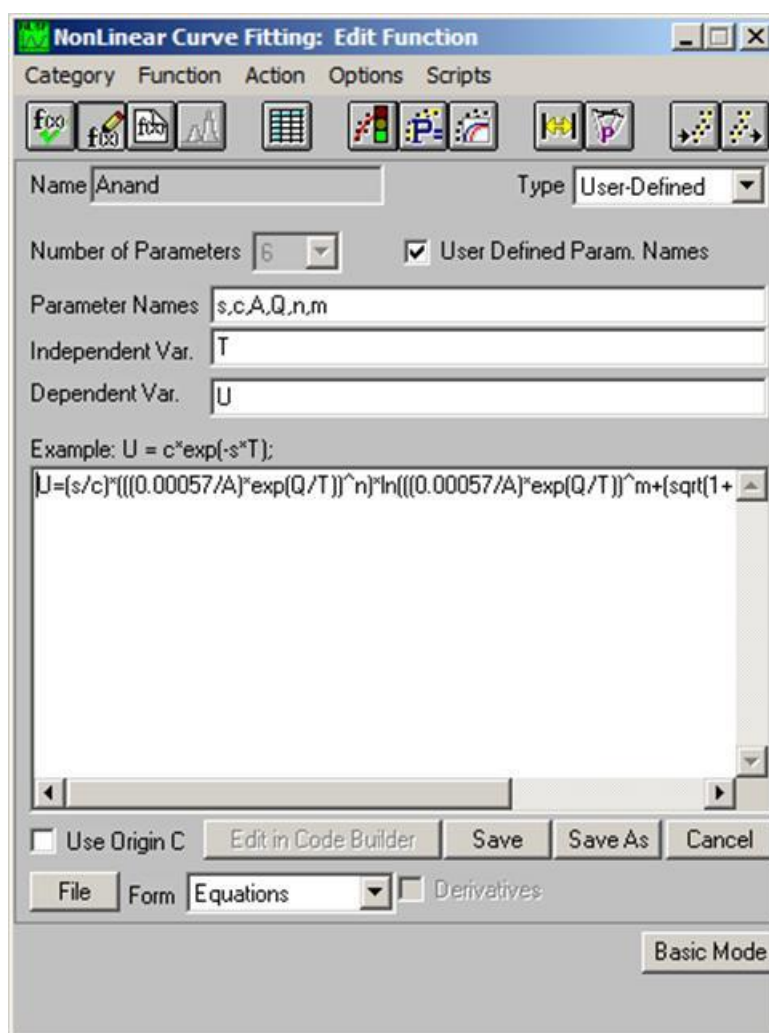 NonLinear Curve Fitting: Edit Function
Category Function Action Options Scripts
f(x) f(x) f(x) P= P
Name Anand Type User-Defined
Number of Parameters 6 User Defined Param. Names
Parameter Names s,c,A,Q,n,m
Independent Var. T
Dependent Var. U
Example: U = c*exp(-s*T);
U=(s/c)*(((0.00057/A)*exp(Q/T))^n)*ln(((0.00057/A)*exp(Q/T))^m+(sqrt(1+
Use Origin C Edit in Code Builder Save Save As Cancel
File Form Equations Derivatives
Basic Mode